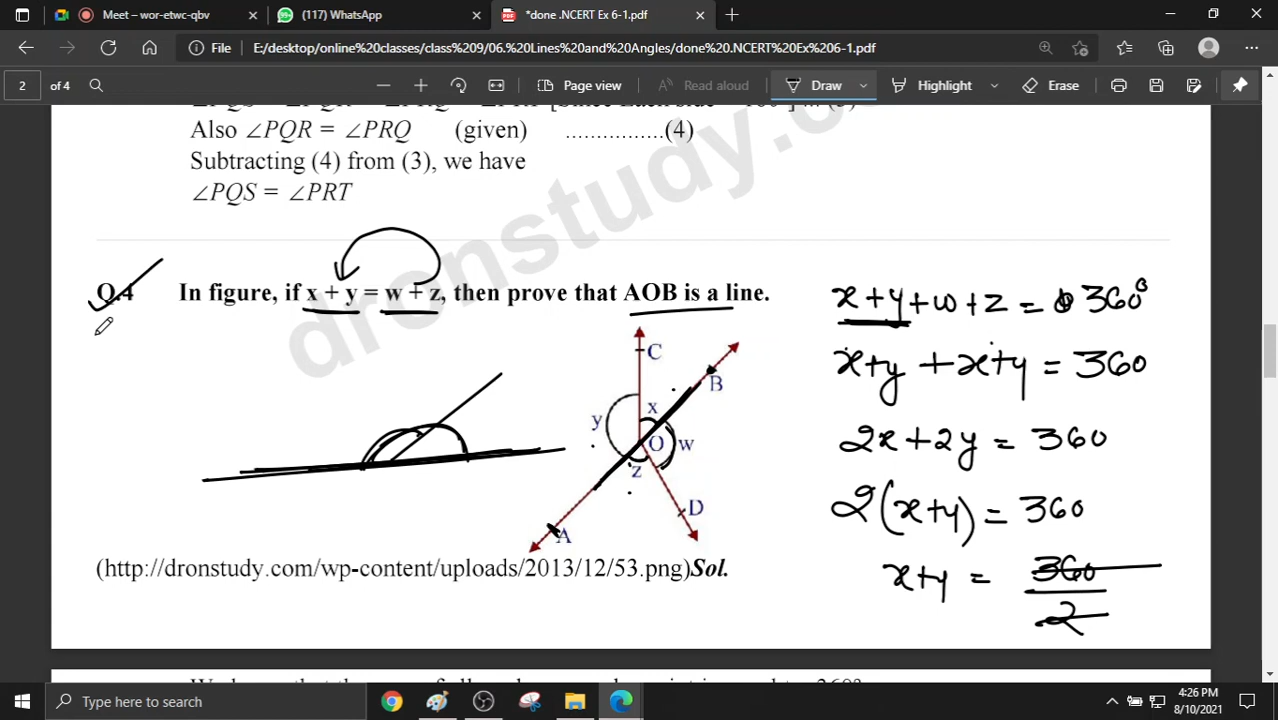 Meet – wor-etwc-qbv
(117) WhatsApp
*done .NCERT Ex 6-1.pdf
File
E:/desktop/online%20classes/class%209/06.%20Lines%20and%20Angles/done%20.NCERT%20Ex%206-1.pdf
2 of 4
Page view
Read aloud
Draw
Highlight
Erase
Also ∠PQR = ∠PRQ (given) ................(4)
Subtracting (4) from (3), we have
∠PQS = ∠PRT
dronstudy.c
Q.4 In figure, if x + y = w + z, then prove that AOB is a line.
C
B
x
y
O
w
z
D
A
x+y+w+z = 360°
x+y +x+y = 360
2x+2y = 360
2(x+y) = 360
x+y = 360
2
(http://dronstudy.com/wp-content/uploads/2013/12/53.png)Sol.
Type here to search
4:26 PM
8/10/2021